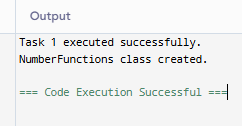 Output
Task 1 executed successfully.
NumberFunctions class created.
=== Code Execution Successful ===